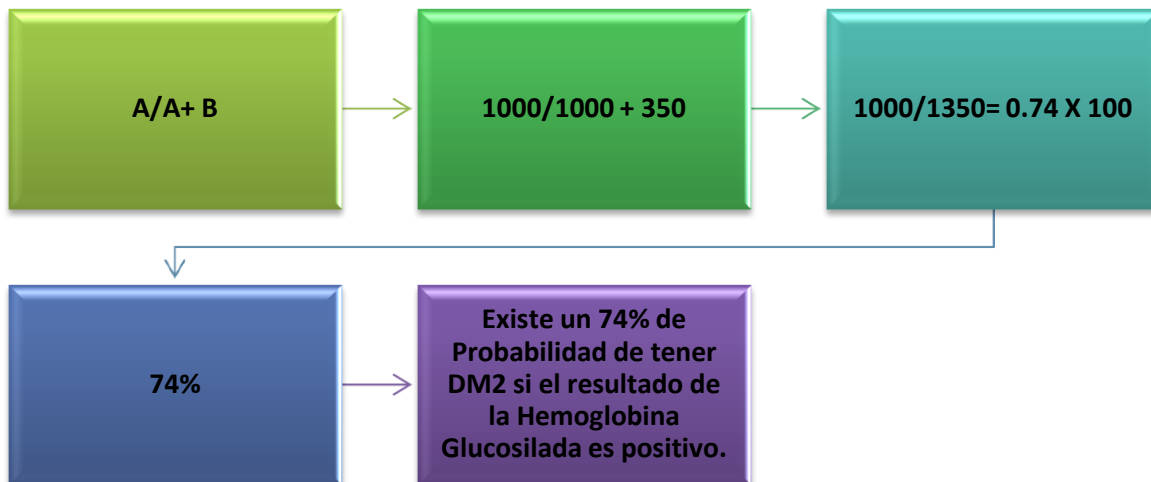 A/A+ B
1000/1000 + 350
1000/1350= 0.74 X 100
74%
Existe un 74% de
Probabilidad de tener
DM2 si el resultado de
la Hemoglobina
Glucosilada es positivo.